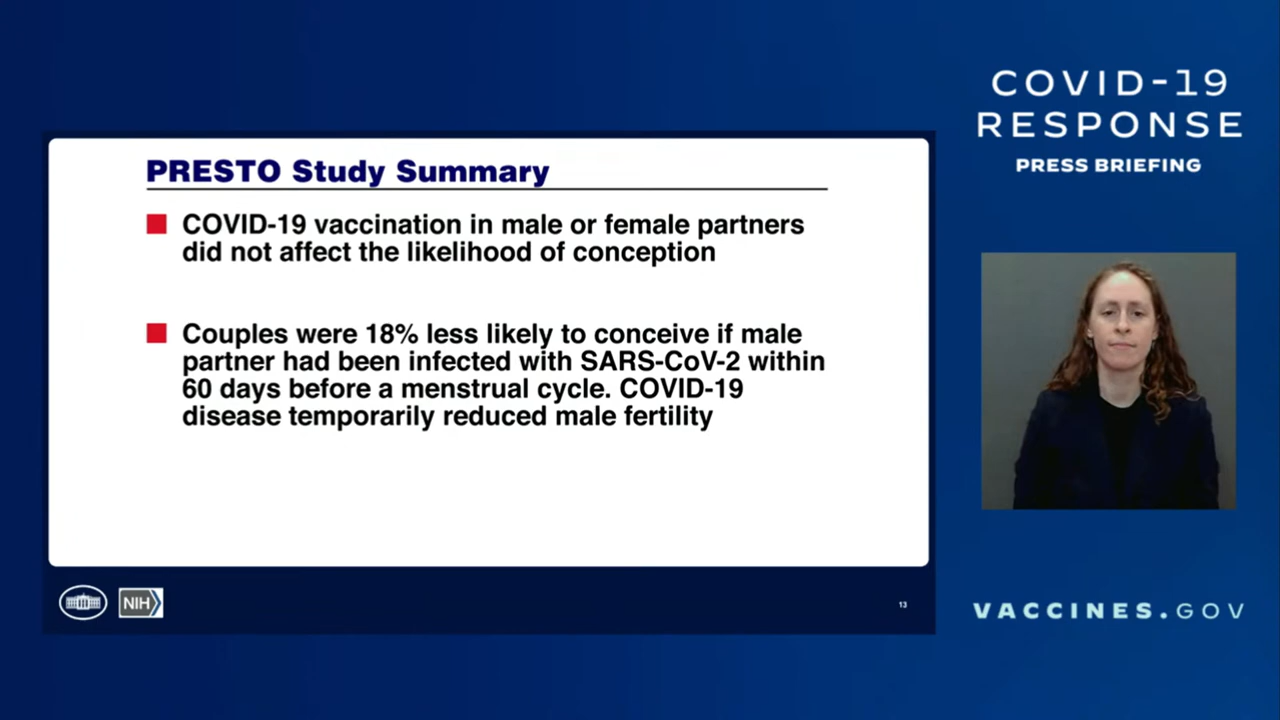 COVID-19
RESPONSE
PRESS BRIEFING
PRESTO Study Summary
COVID-19 vaccination in male or female partners
did not affect the likelihood of conception
Couples were 18% less likely to conceive if male
partner had been infected with SARS-CoV-2 within
60 days before a menstrual cycle. COVID-19
disease temporarily reduced male fertility
NIH
13
VACCINES.GOV